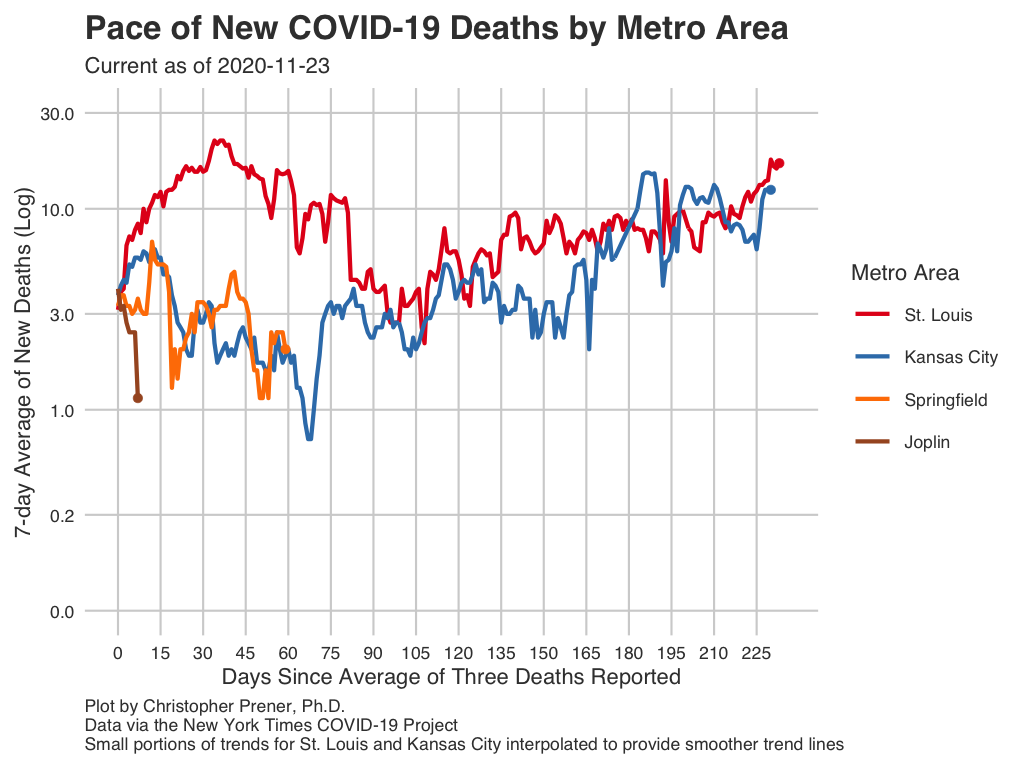 Pace of New COVID-19 Deaths by Metro Area
Current as of 2020-11-23
30.0
10.0
3.0
1.0
0.2
0.0
7-day Average of New Deaths (Log)
0 15 30 45 60 75 90 105 120 135 150 165 180 195 210 225
Days Since Average of Three Deaths Reported
Metro Area
St. Louis
Kansas City
Springfield
Joplin
Plot by Christopher Prener, Ph.D.
Data via the New York Times COVID-19 Project
Small portions of trends for St. Louis and Kansas City interpolated to provide smoother trend lines